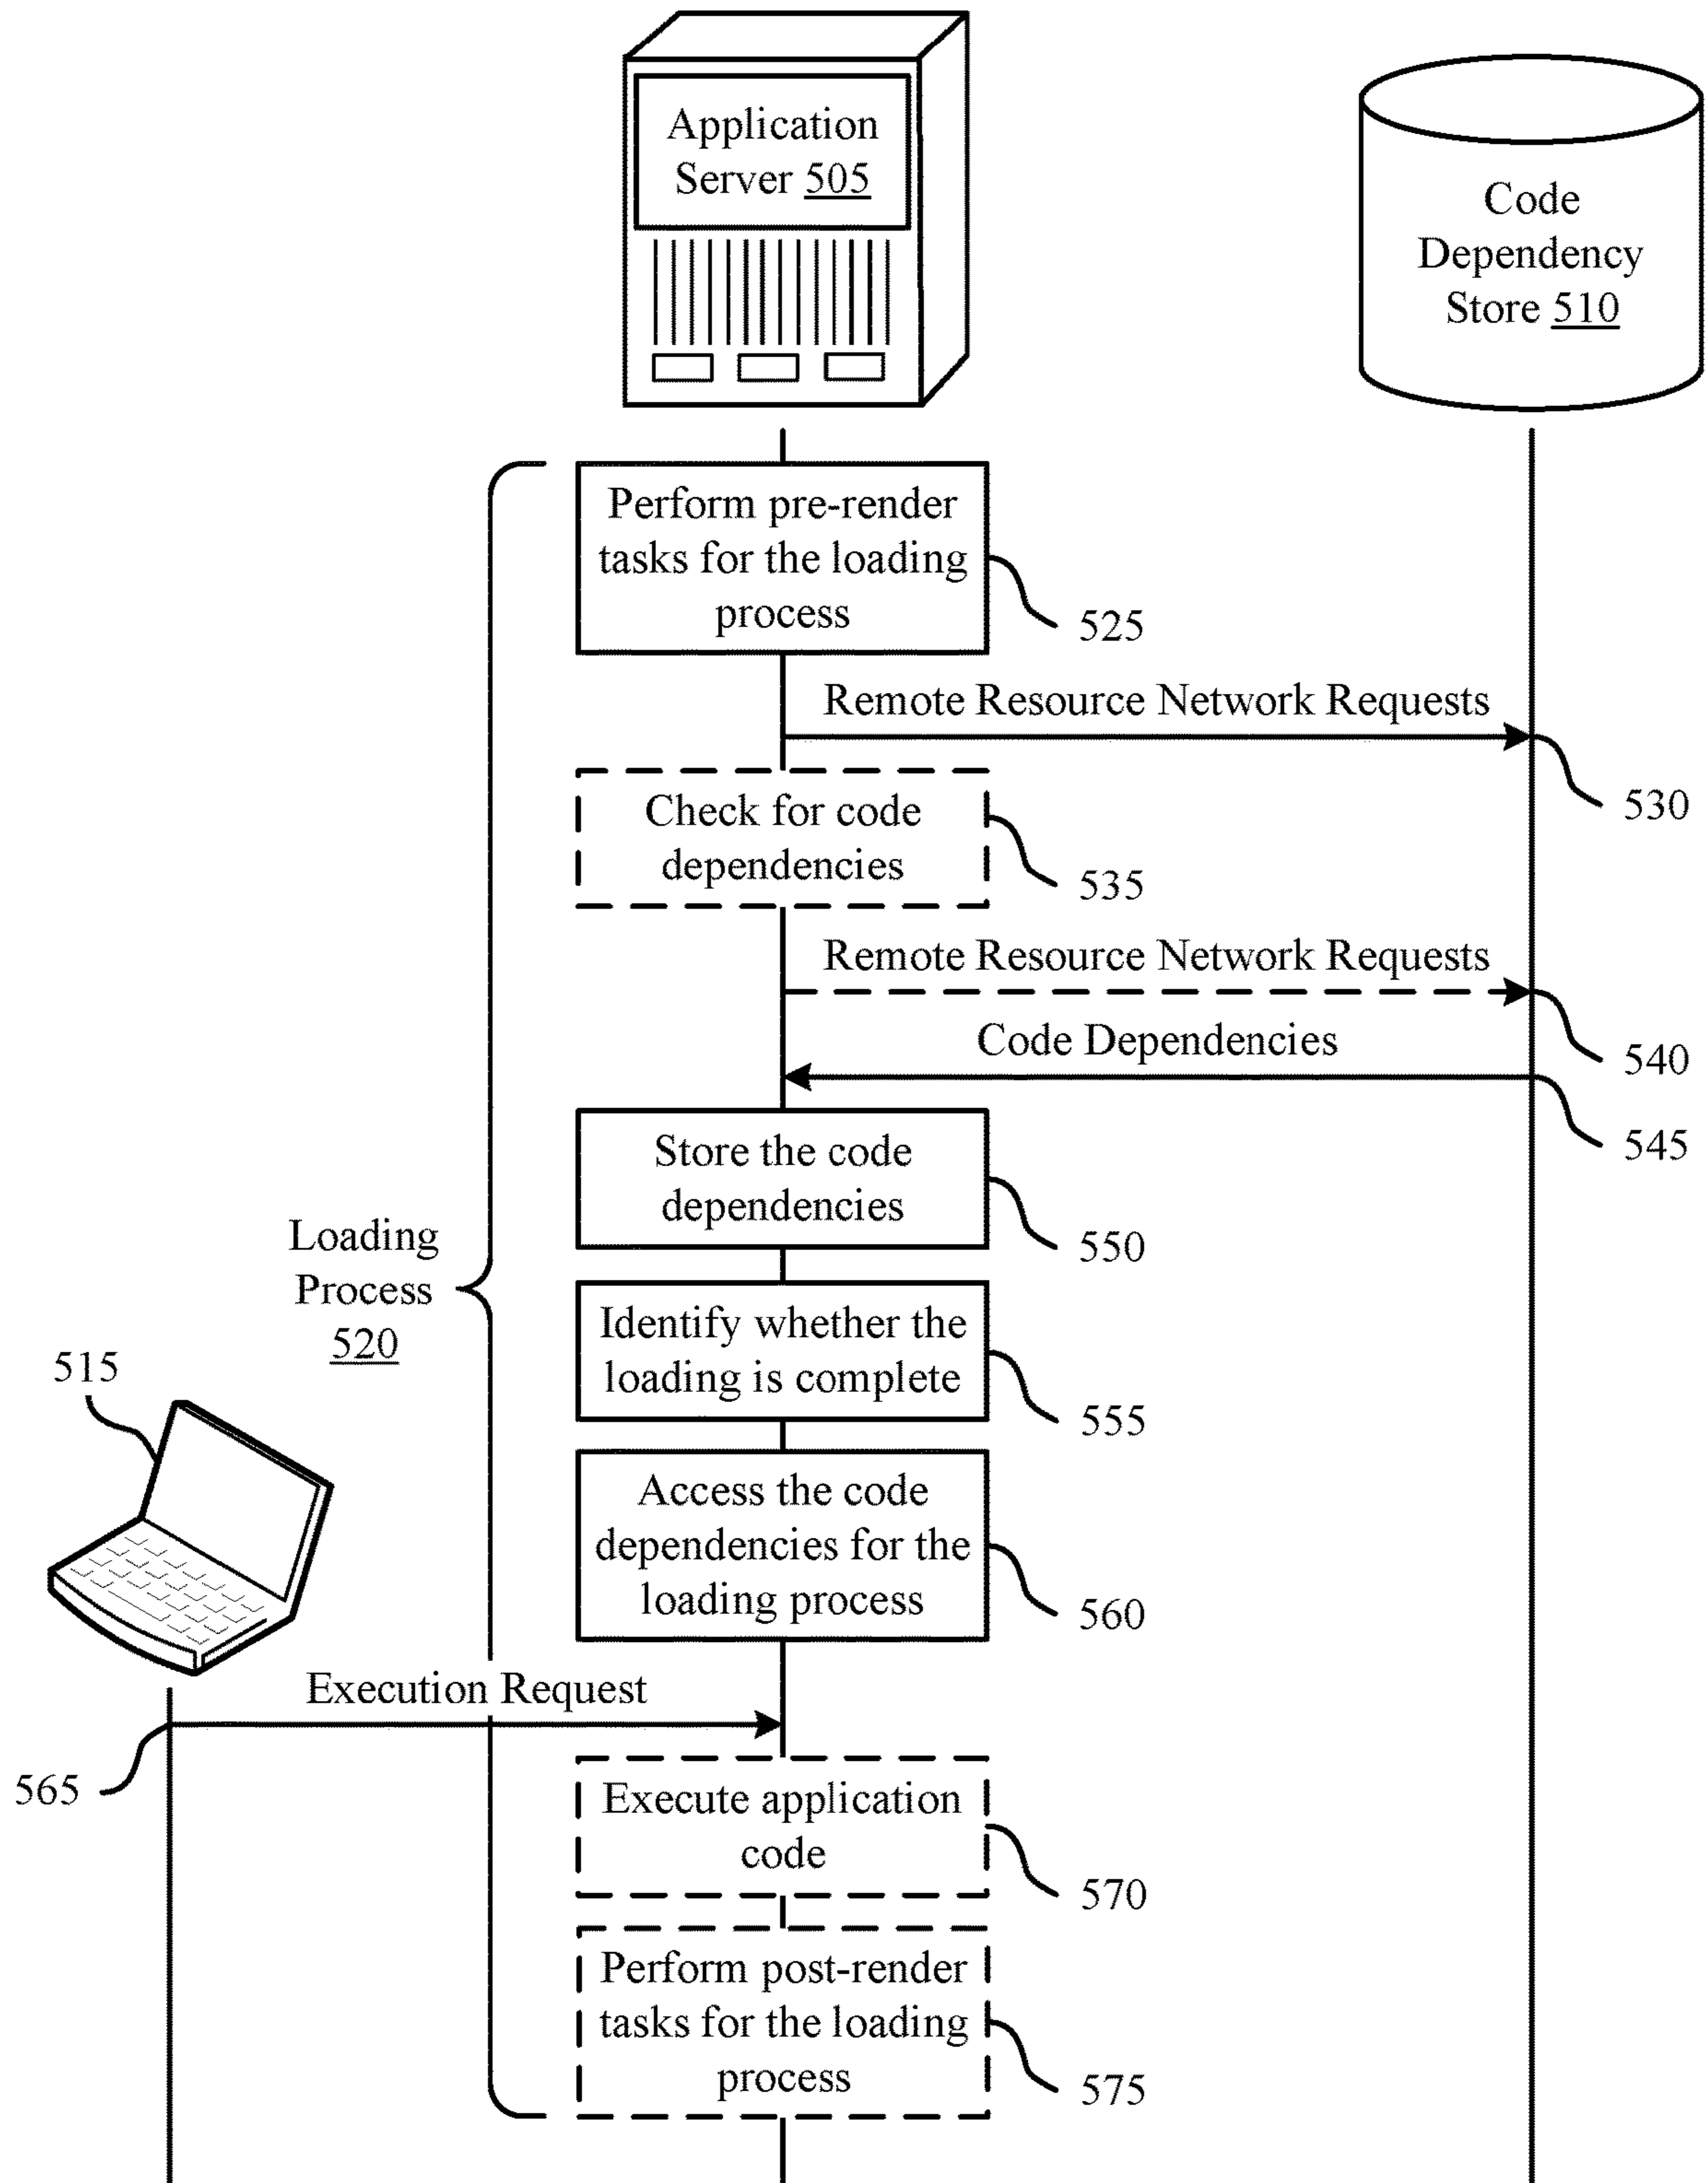 Application
Server 505
Code
Dependency
Store 510
Perform pre-render
tasks for the loading
process
525
Remote Resource Network Requests
530
Check for code
dependencies
535
Remote Resource Network Requests
540
Code Dependencies
545
Store the code
dependencies
550
Loading
Process
520
Identify whether the
loading is complete
555
515
Access the code
dependencies for the
loading process
560
Execution Request
565
Execute application
code
570
Perform post-render
tasks for the loading
process
575